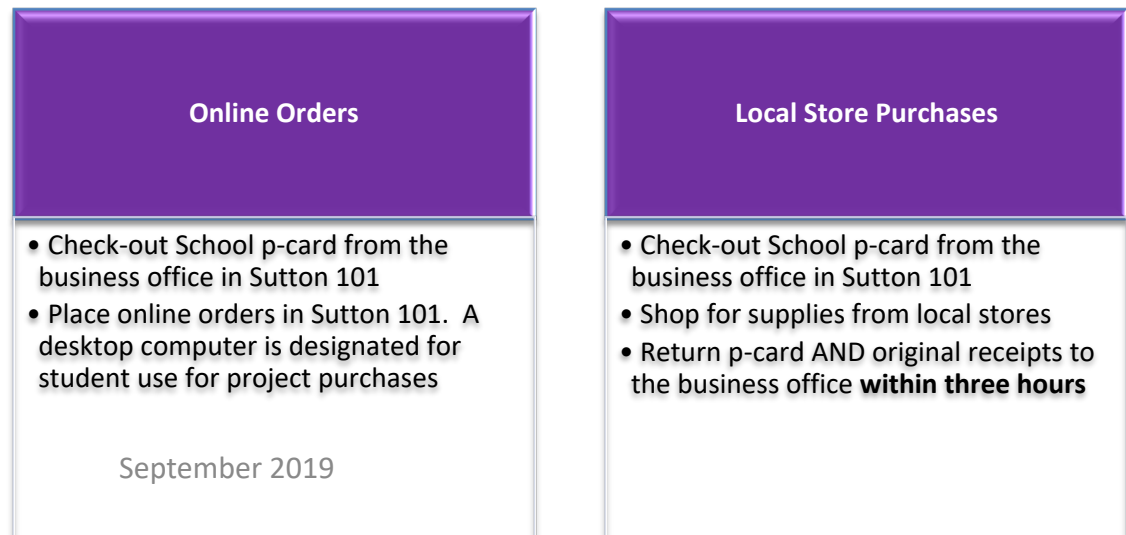 Online Orders
• Check-out School p-card from the
business office in Sutton 101
• Place online orders in Sutton 101.  A
desktop computer is designated for
student use for project purchases
September 2019
Local Store Purchases
• Check-out School p-card from the
business office in Sutton 101
• Shop for supplies from local stores
• Return p-card AND original receipts to
the business office within three hours